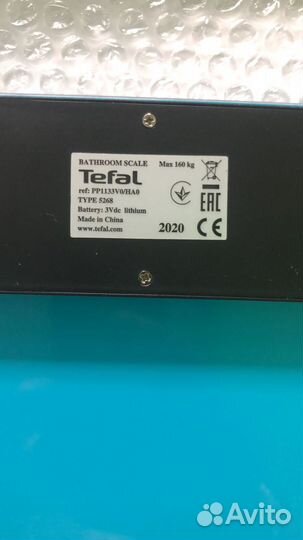 BATHROOM SCALE Max 160 kg
Tefal
ref: PP1133V0/HA0
TYPE 5268
Battery: 3Vdc lithium
Made in China
www.tefal.com
2020 CE
EAC
Avito